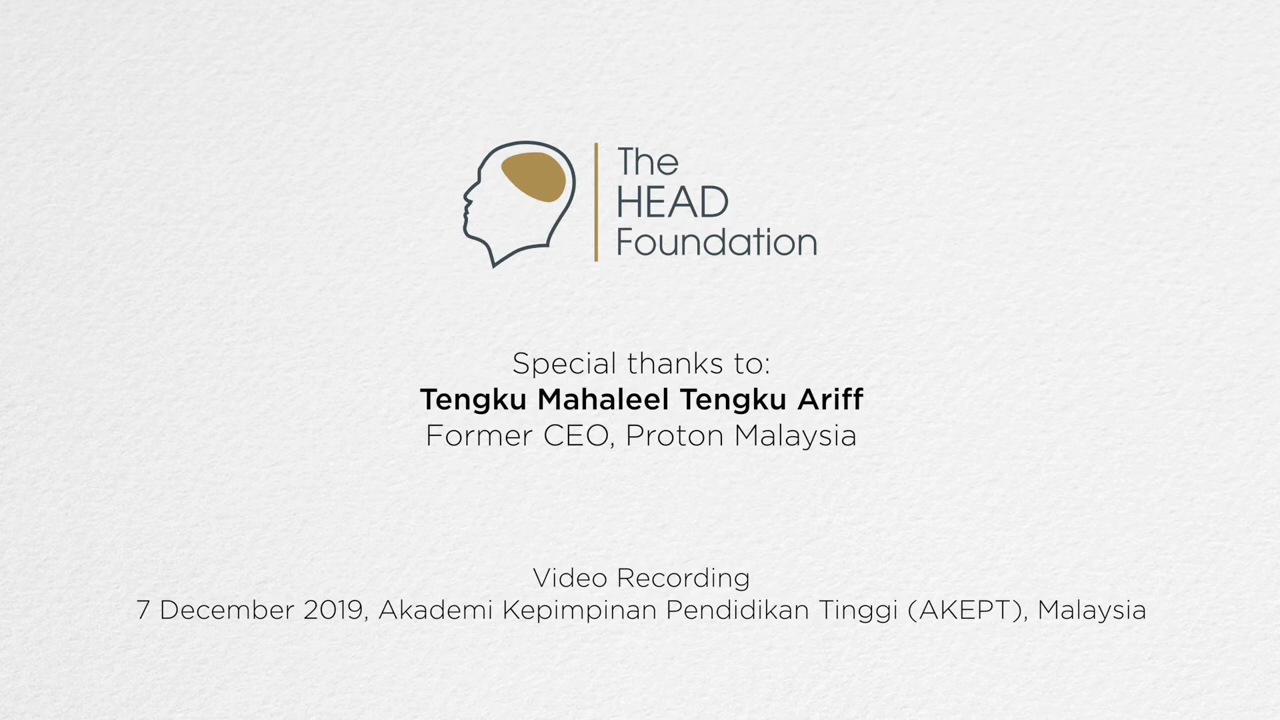 The
HEAD
Foundation
Special thanks to:
Tengku Mahaleel Tengku Ariff
Former CEO, Proton Malaysia
Video Recording
7 December 2019, Akademi Kepimpinan Pendidikan Tinggi (AKEPT), Malaysia